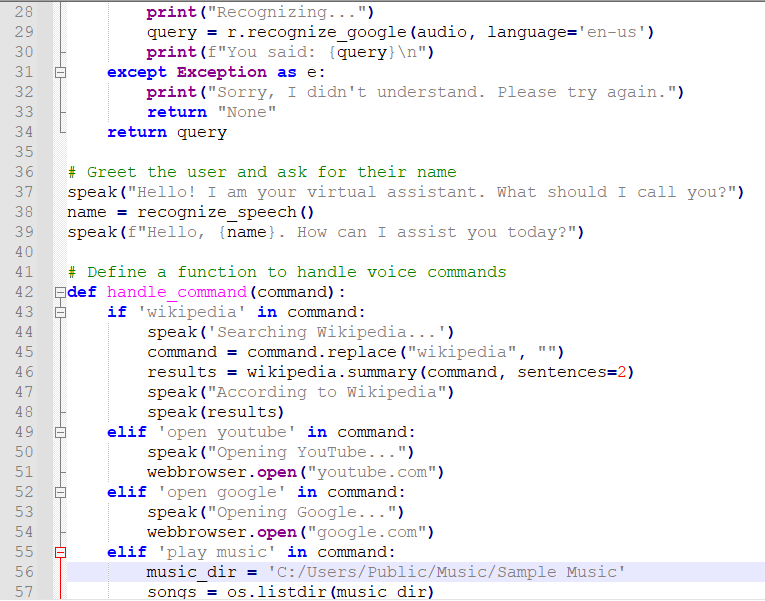 28 print("Recognizing...")
29 query = r.recognize_google(audio, language='en-us')
30 print(f"You said: {query}\n")
31 except Exception as e:
32 print("Sorry, I didn't understand. Please try again.")
33 return "None"
34 return query
35
36 # Greet the user and ask for their name
37 speak("Hello! I am your virtual assistant. What should I call you?")
38 name = recognize_speech()
39 speak(f"Hello, {name}. How can I assist you today?")
40
41 # Define a function to handle voice commands
42 def handle_command(command):
43 if 'wikipedia' in command:
44 speak('Searching Wikipedia...')
45 command = command.replace("wikipedia", "")
46 results = wikipedia.summary(command, sentences=2)
47 speak("According to Wikipedia")
48 speak(results)
49 elif 'open youtube' in command:
50 speak("Opening YouTube...")
51 webbrowser.open("youtube.com")
52 elif 'open google' in command:
53 speak("Opening Google...")
54 webbrowser.open("google.com")
55 elif 'play music' in command:
56 music_dir = 'C:/Users/Public/Music/Sample Music'
57 songs = os.listdir(music_dir)